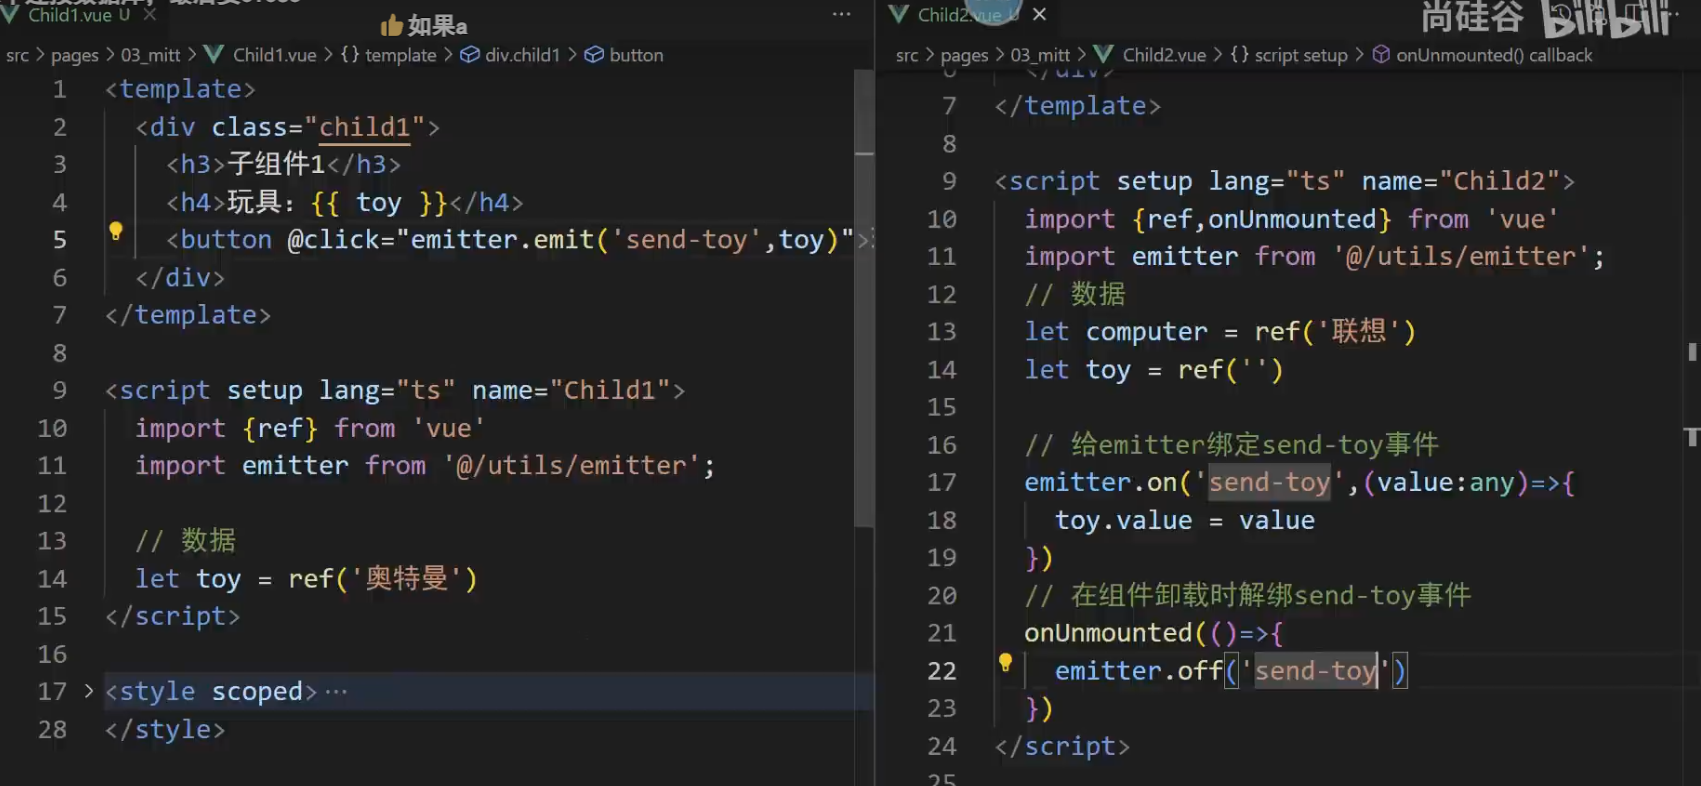 Child1.vue U
如果a
src > pages > 03_mitt > Child1.vue > {} template > div.child1 > button
1 <template>
2 <div class="child1">
3 <h3>子组件1</h3>
4 <h4>玩具：{{ toy }}</h4>
5 <button @click="emitter.emit('send-toy',toy)">
6 </div>
7 </template>
8
9 <script setup lang="ts" name="Child1">
10 import {ref} from 'vue'
11 import emitter from '@/utils/emitter';
12
13 // 数据
14 let toy = ref('奥特曼')
15 </script>
16
17 <style scoped> ···
28 </style>
Child2.vue U
尚硅谷 bilibili
src > pages > 03_mitt > Child2.vue > {} script setup > onUnmounted() callback
6 </div>
7 </template>
8
9 <script setup lang="ts" name="Child2">
10 import {ref,onUnmounted} from 'vue'
11 import emitter from '@/utils/emitter';
12 // 数据
13 let computer = ref('联想')
14 let toy = ref('')
15
16 // 给emitter绑定send-toy事件
17 emitter.on('send-toy',(value:any)=>{
18 toy.value = value
19 })
20 // 在组件卸载时解绑send-toy事件
21 onUnmounted(()=>{
22 emitter.off('send-toy')
23 })
24 </script>
25